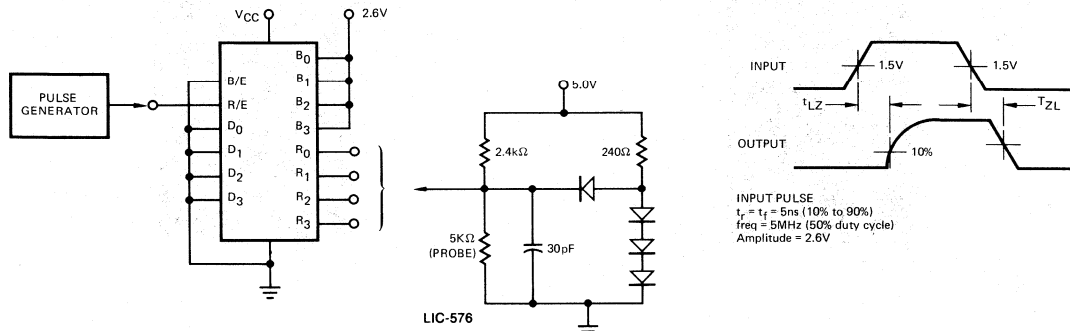 PULSE
GENERATOR
VCC
2.6V
B/E
R/E
D0
D1
D2
D3
B0
B1
B2
B3
R0
R1
R2
R3
5.0V
2.4kΩ
240Ω
5KΩ
(PROBE)
30pF
LIC-576
INPUT
1.5V
1.5V
tLZ
TZL
OUTPUT
10%
INPUT PULSE
tr = tf = 5ns (10% to 90%)
freq = 5MHz (50% duty cycle)
Amplitude = 2.6V